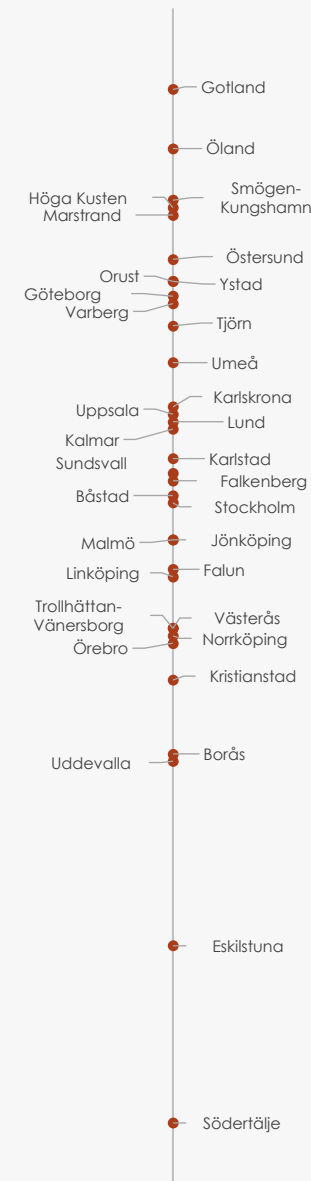 Gotland
Öland
Smögen-
Kungshamn
Höga Kusten
Marstrand
Östersund
Orust
Ystad
Göteborg
Varberg
Tjörn
Umeå
Karlskrona
Uppsala
Lund
Kalmar
Karlstad
Sundsvall
Falkenberg
Båstad
Stockholm
Malmö
Jönköping
Falun
Linköping
Trollhättan-
Vänersborg
Västerås
Norrköping
Örebro
Kristianstad
Borås
Uddevalla
Eskilstuna
Södertälje